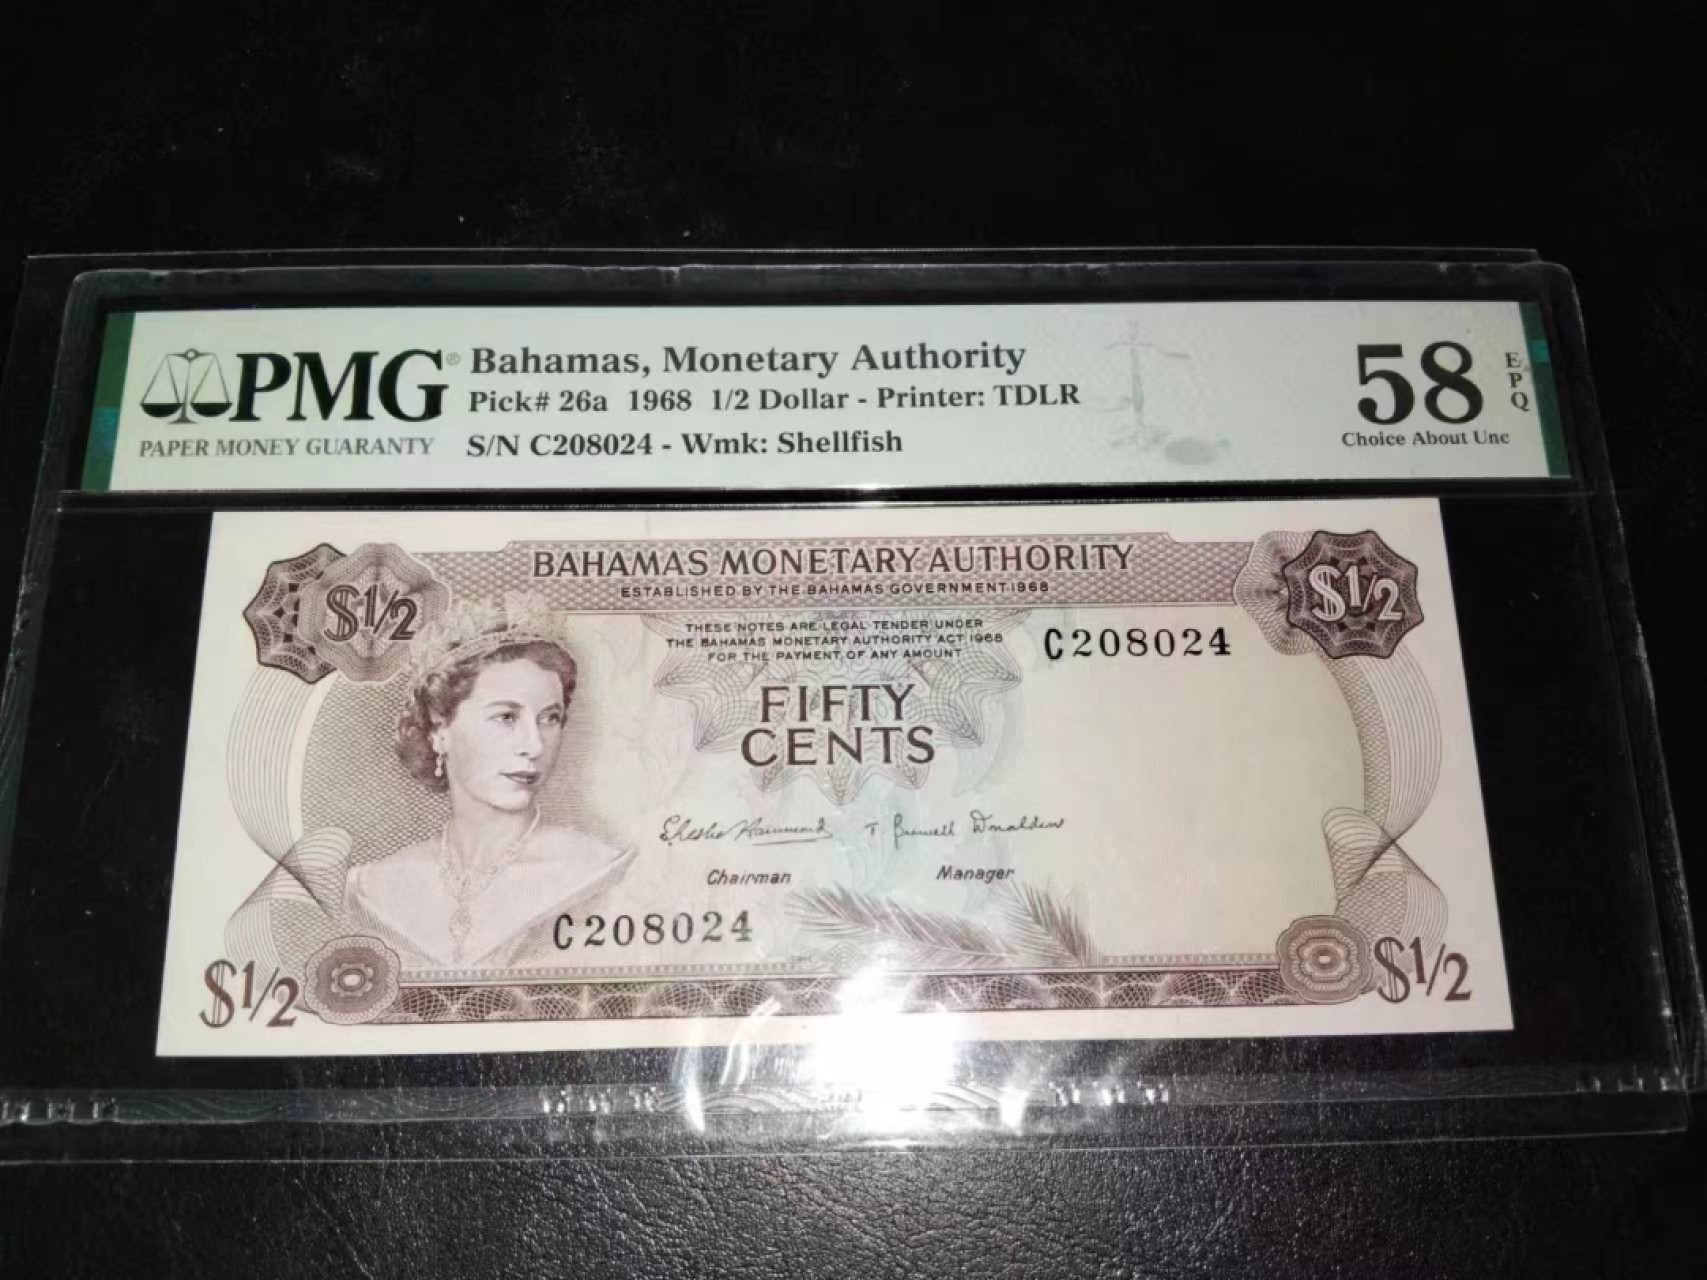 PMG®
PAPER MONEY GUARANTY
Bahamas, Monetary Authority
Pick# 26a 1968 1/2 Dollar - Printer: TDLR
S/N C208024 - Wmk: Shellfish
58
EPQ
Choice About Unc
$1/2
BAHAMAS MONETARY AUTHORITY
ESTABLISHED BY THE BAHAMAS GOVERNMENT 1968
$1/2
THESE NOTES ARE LEGAL TENDER UNDER
THE BAHAMAS MONETARY AUTHORITY ACT 1968
FOR THE PAYMENT OF ANY AMOUNT
C208024
FIFTY
CENTS
Chairman
Manager
C208024
$1/2
$1/2